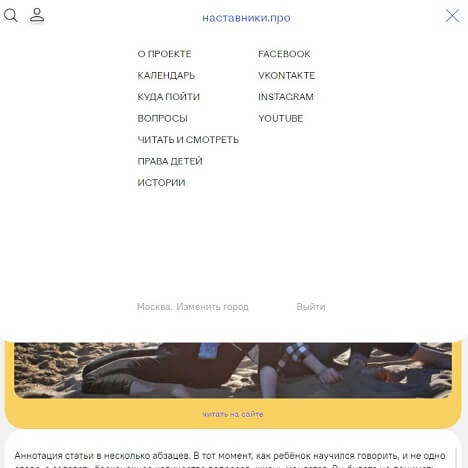 наставники.про
О ПРОЕКТЕ
КАЛЕНДАРЬ
КУДА ПОЙТИ
ВОПРОСЫ
ЧИТАТЬ И СМОТРЕТЬ
ПРАВА ДЕТЕЙ
ИСТОРИИ
FACEBOOK
VKONTAKTE
INSTAGRAM
YOUTUBE
Москва. Изменить город
Выйти
читать на сайте
Аннотация статьи в несколько абзацев. В тот момент, как ребёнок научился говорить, и не одно